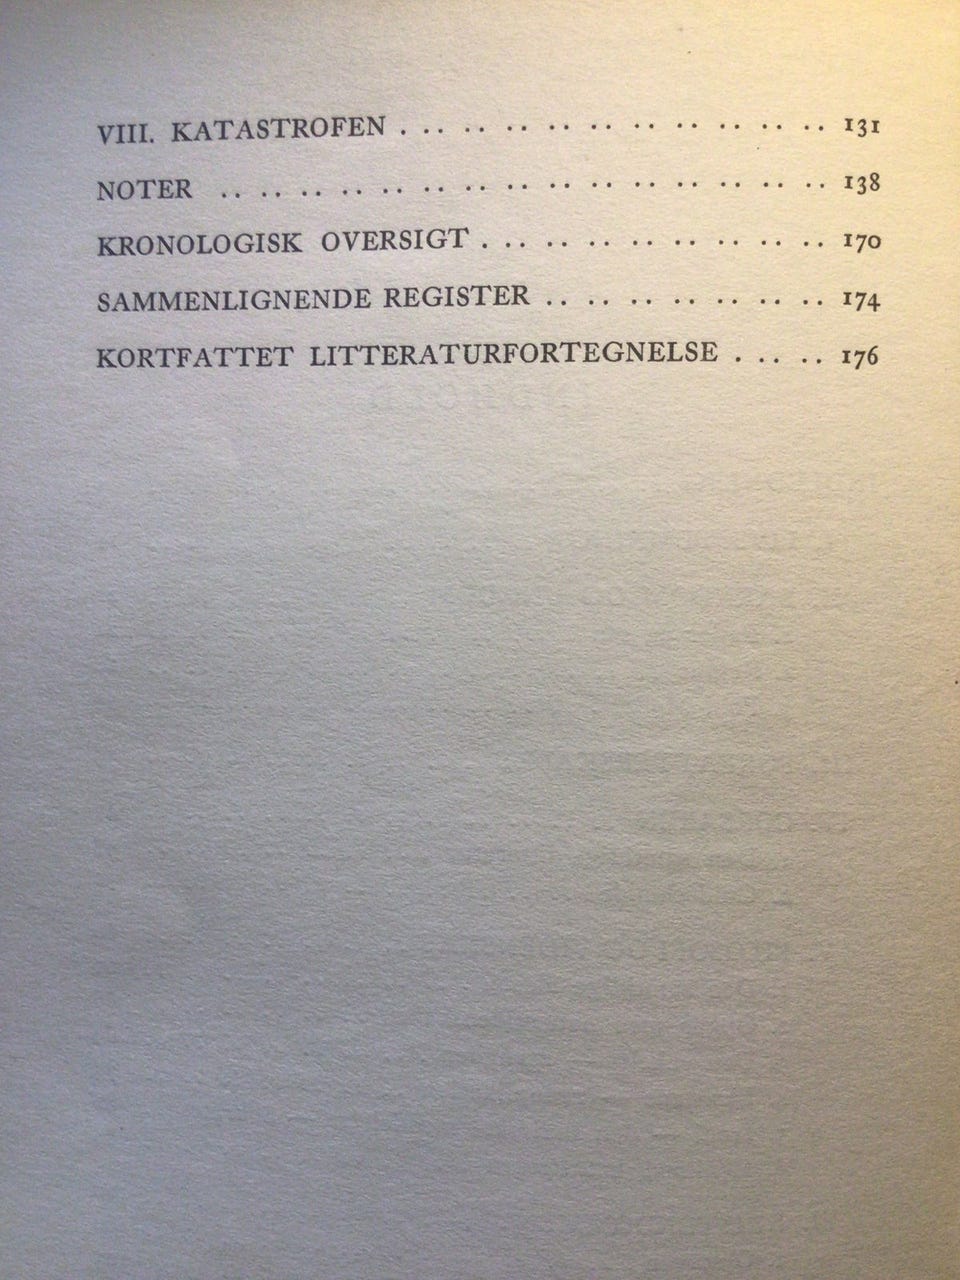 VIII. KATASTROFEN . .. .. .. .. .. .. .. .. .. .. 131
NOTER .. .. .. .. .. .. .. .. .. .. .. .. .. .. .. 138
KRONOLOGISK OVERSIGT . .. .. .. .. .. .. .. .. 170
SAMMENLIGNENDE REGISTER .. .. .. .. .. .. .. 174
KORTFATTET LITTERATURFORTEGNELSE . .. .. 176